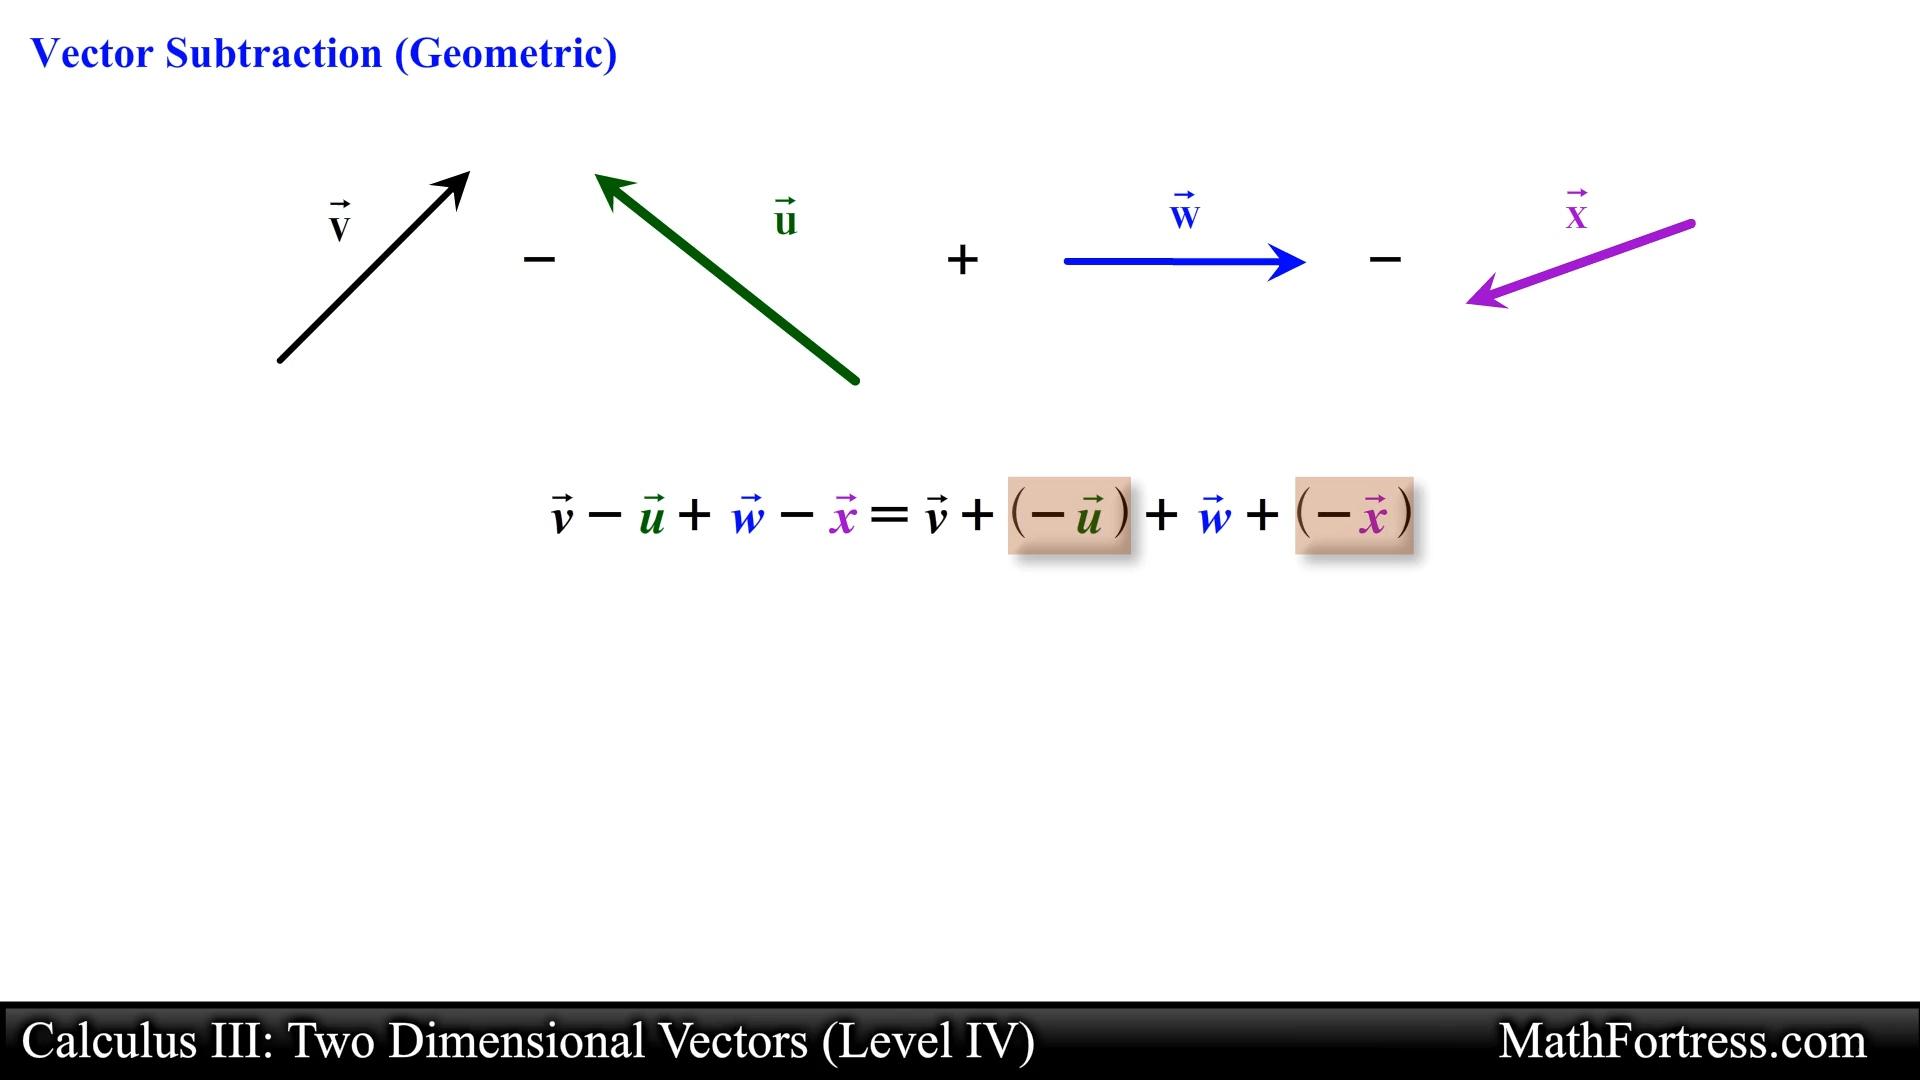 Vector Subtraction (Geometric)
v⃗ − u⃗ + w⃗ − x⃗
v⃗ − u⃗ + w⃗ − x⃗ = v⃗ + (− u⃗ ) + w⃗ + (− x⃗ )
Calculus III: Two Dimensional Vectors (Level IV) MathFortress.com